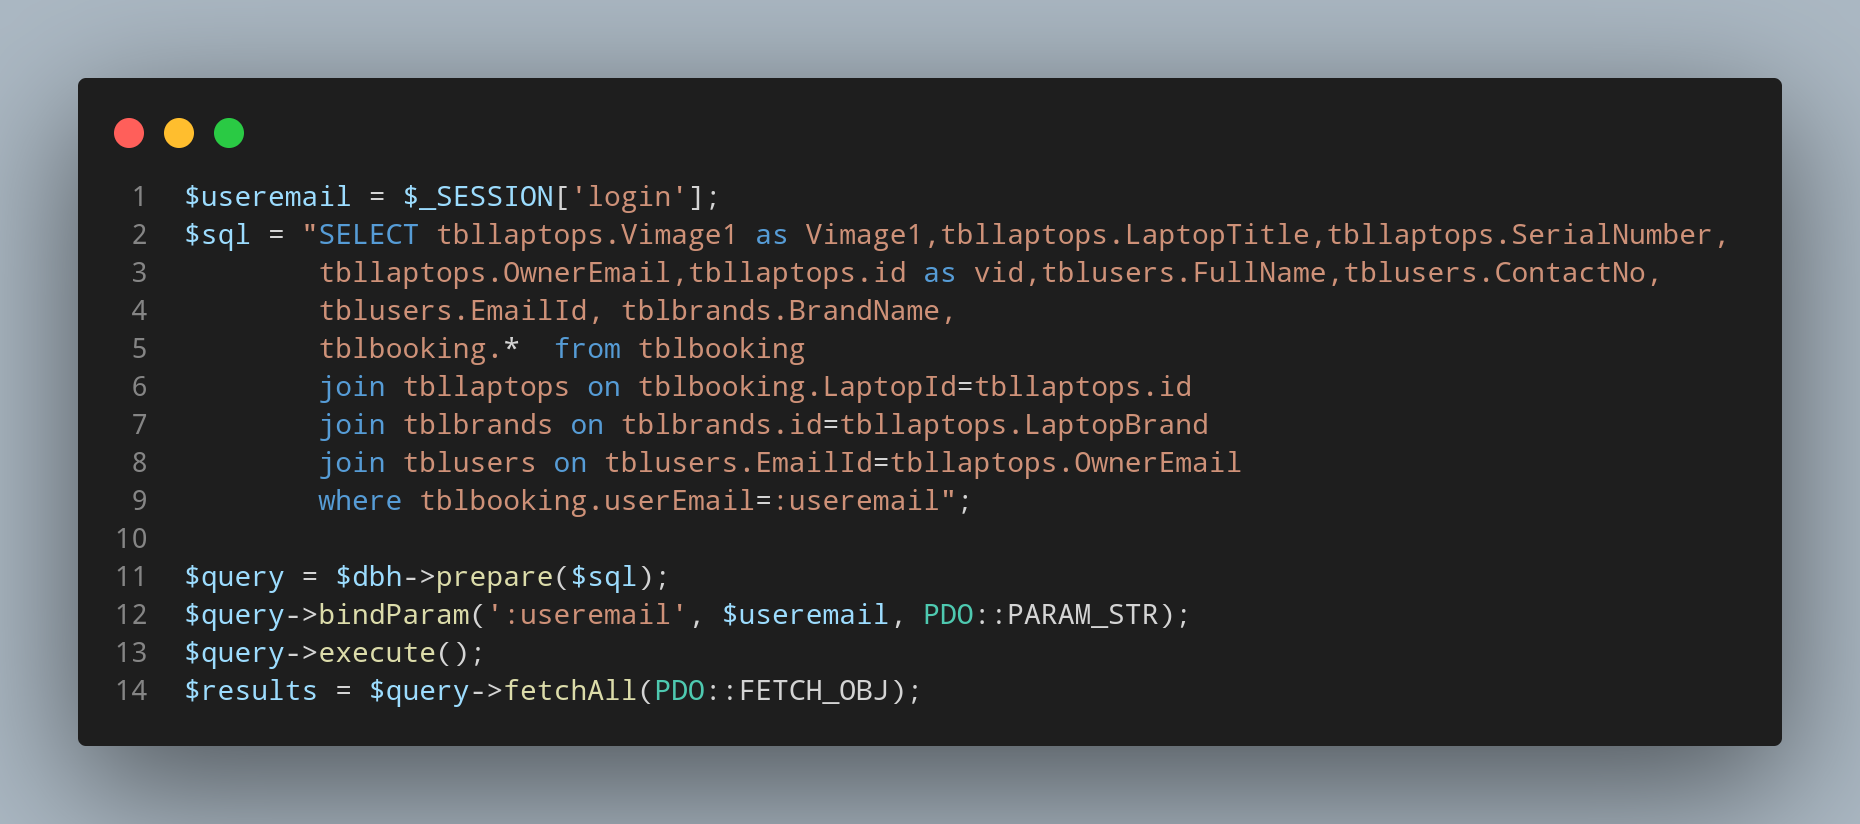 1 $useremail = $_SESSION['login'];
2 $sql = "SELECT tbllaptops.Vimage1 as Vimage1,tbllaptops.LaptopTitle,tbllaptops.SerialNumber,
3 tbllaptops.OwnerEmail,tbllaptops.id as vid,tblusers.FullName,tblusers.ContactNo,
4 tblusers.EmailId, tblbrands.BrandName,
5 tblbooking.*  from tblbooking
6 join tbllaptops on tblbooking.LaptopId=tbllaptops.id
7 join tblbrands on tblbrands.id=tbllaptops.LaptopBrand
8 join tblusers on tblusers.EmailId=tbllaptops.OwnerEmail
9 where tblbooking.userEmail=:useremail";
10
11 $query = $dbh->prepare($sql);
12 $query->bindParam(':useremail', $useremail, PDO::PARAM_STR);
13 $query->execute();
14 $results = $query->fetchAll(PDO::FETCH_OBJ);